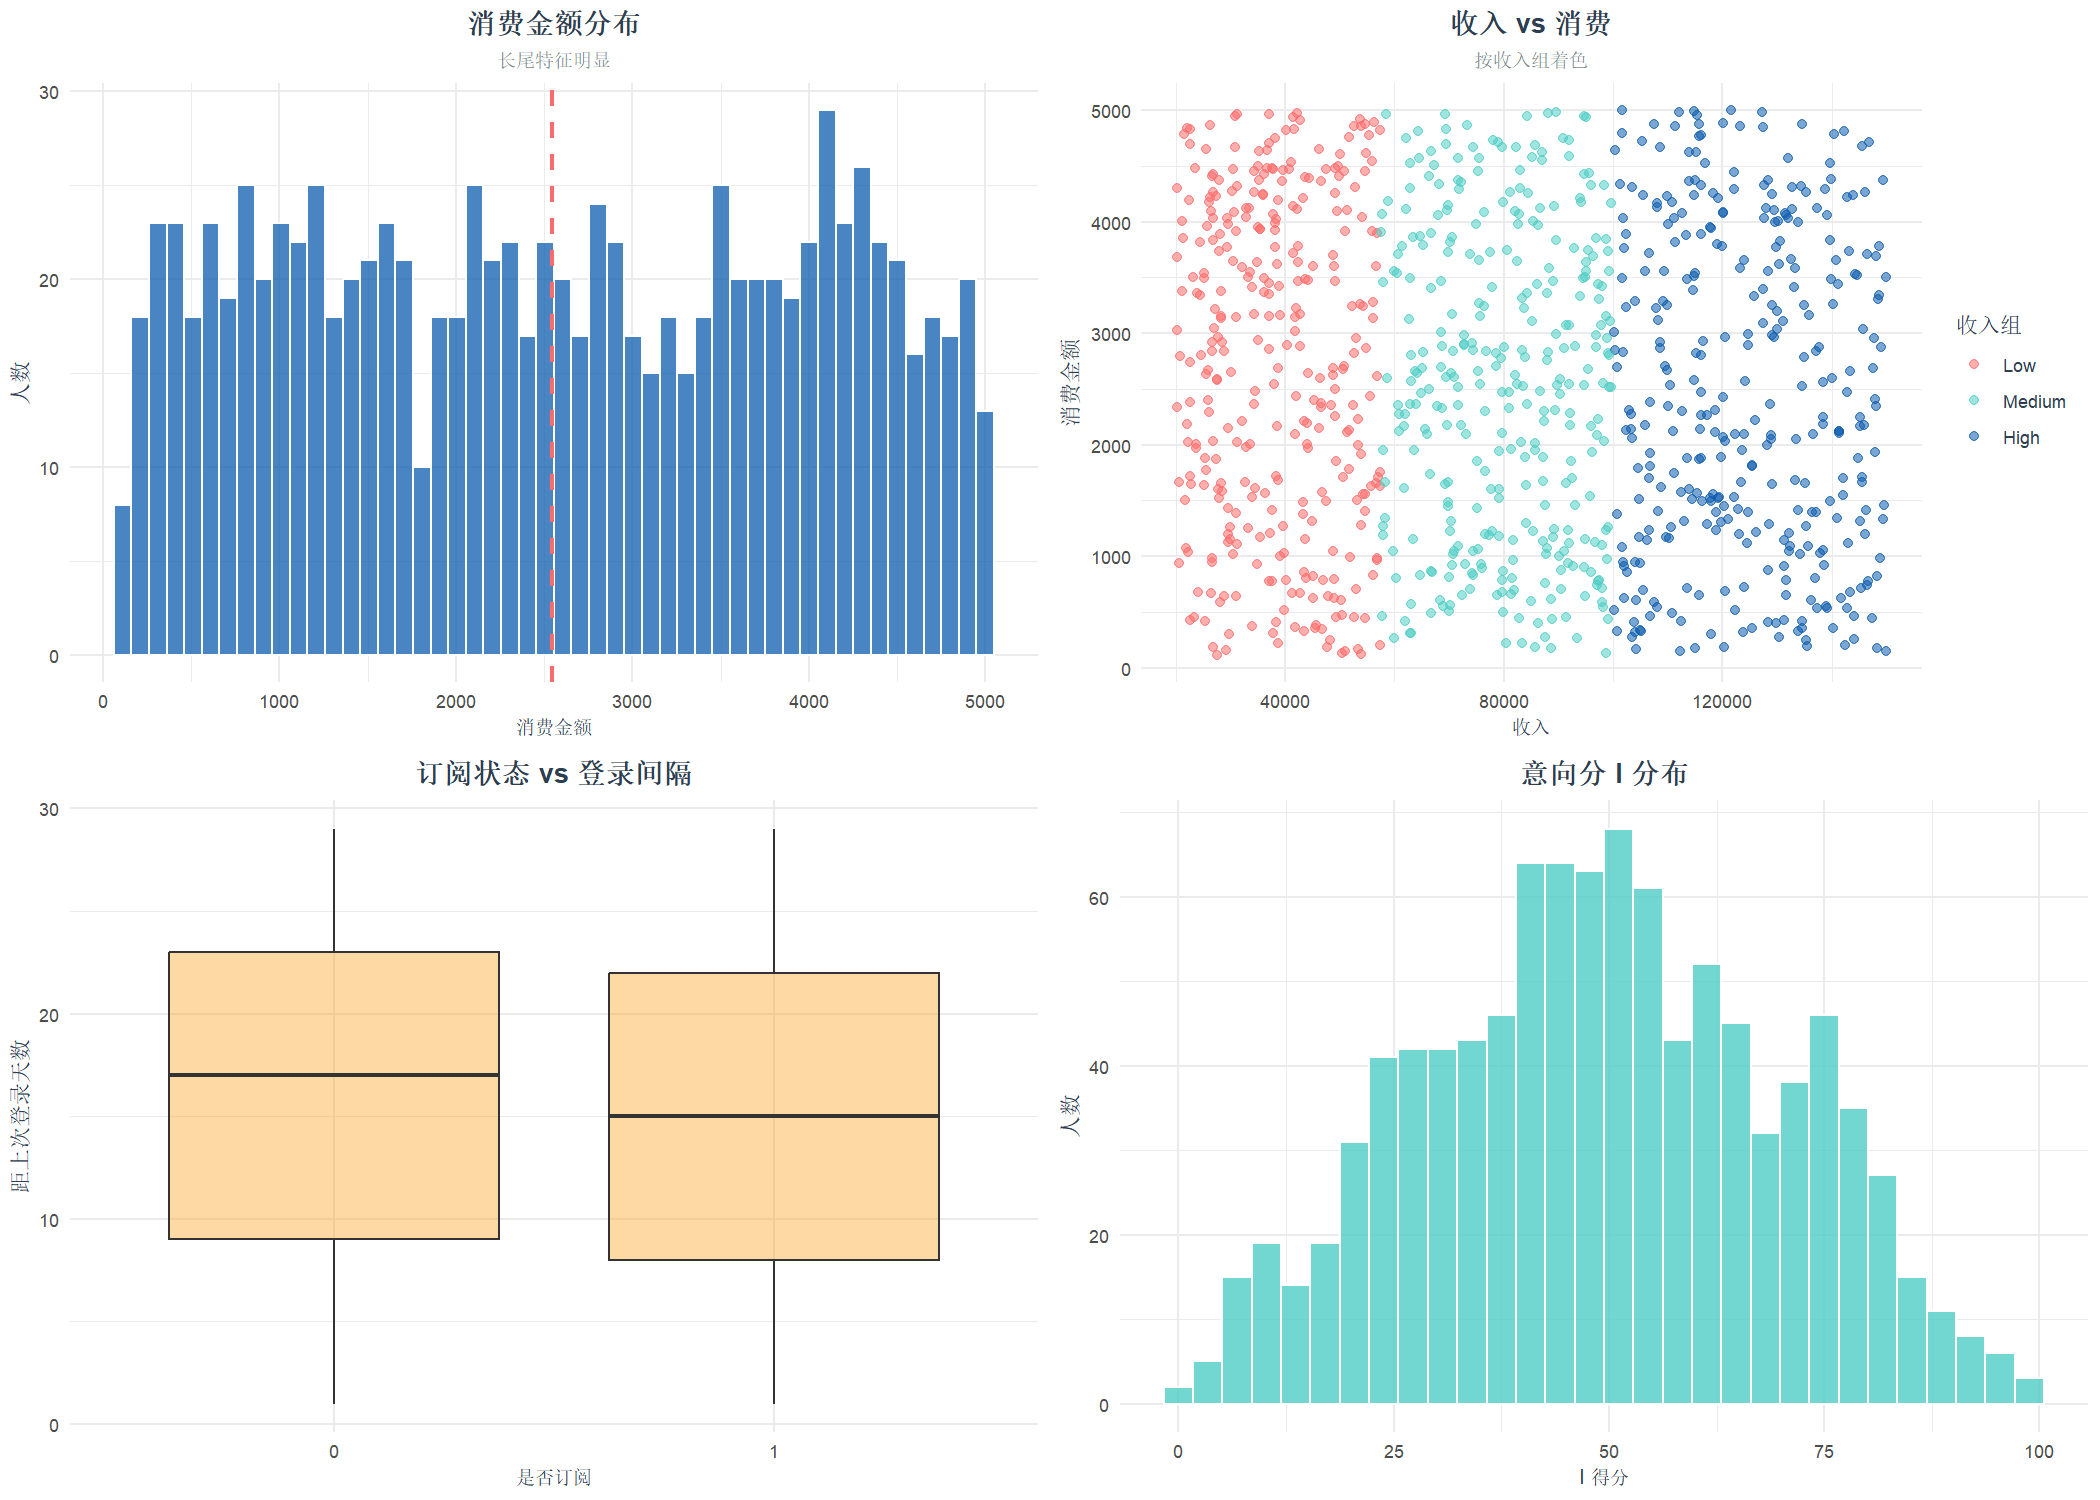 消费金额分布
长尾特征明显
30
20
10
0
人数
0 1000 2000 3000 4000 5000
消费金额
收入 vs 消费
按收入组着色
5000
4000
3000
2000
1000
0
消费金额
40000 80000 120000
收入
收入组
Low
Medium
High
订阅状态 vs 登录间隔
30
20
10
0
距上次登录天数
0 1
是否订阅
意向分 I 分布
60
40
20
0
人数
0 25 50 75 100
I 得分